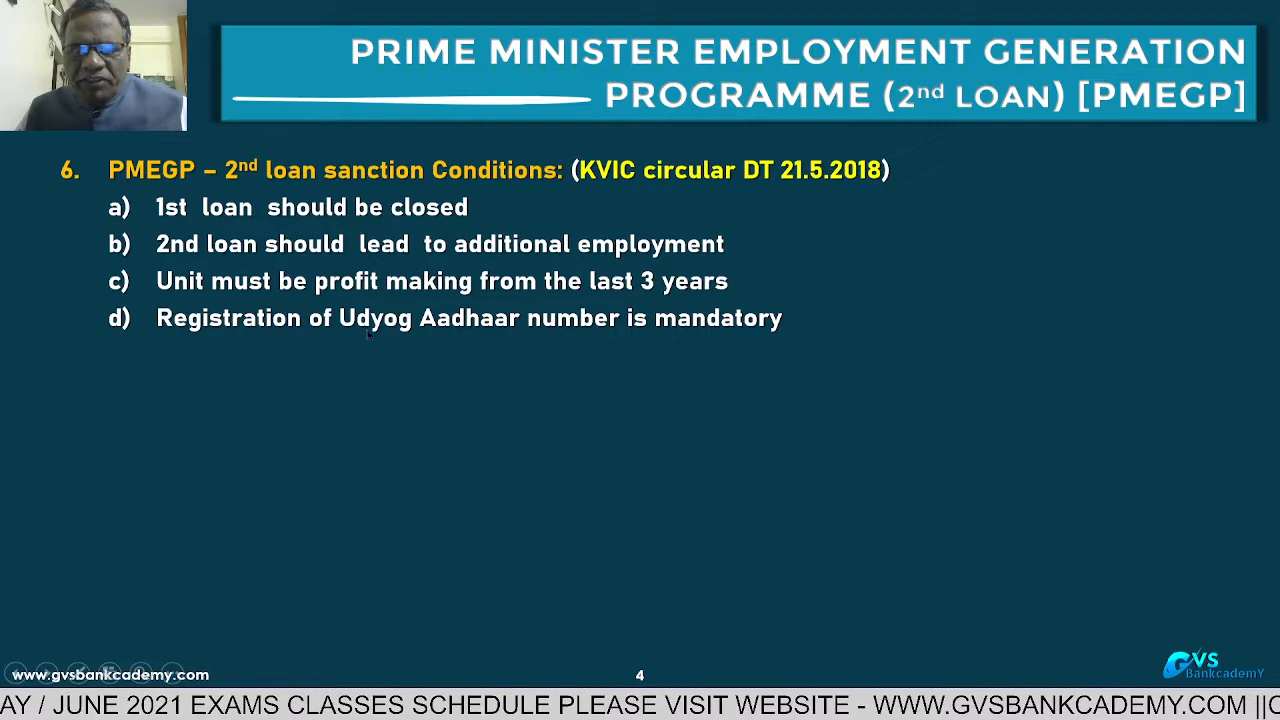 PRIME MINISTER EMPLOYMENT GENERATION
PROGRAMME (2nd LOAN) [PMEGP]
6. PMEGP – 2nd loan sanction Conditions: (KVIC circular DT 21.5.2018)
a) 1st loan should be closed
b) 2nd loan should lead to additional employment
c) Unit must be profit making from the last 3 years
d) Registration of Udyog Aadhaar number is mandatory
www.gvsbankcademy.com
4
GVS
BankcademY
AY / JUNE 2021 EXAMS CLASSES SCHEDULE PLEASE VISIT WEBSITE - WWW.GVSBANKCADEMY.COM ||C